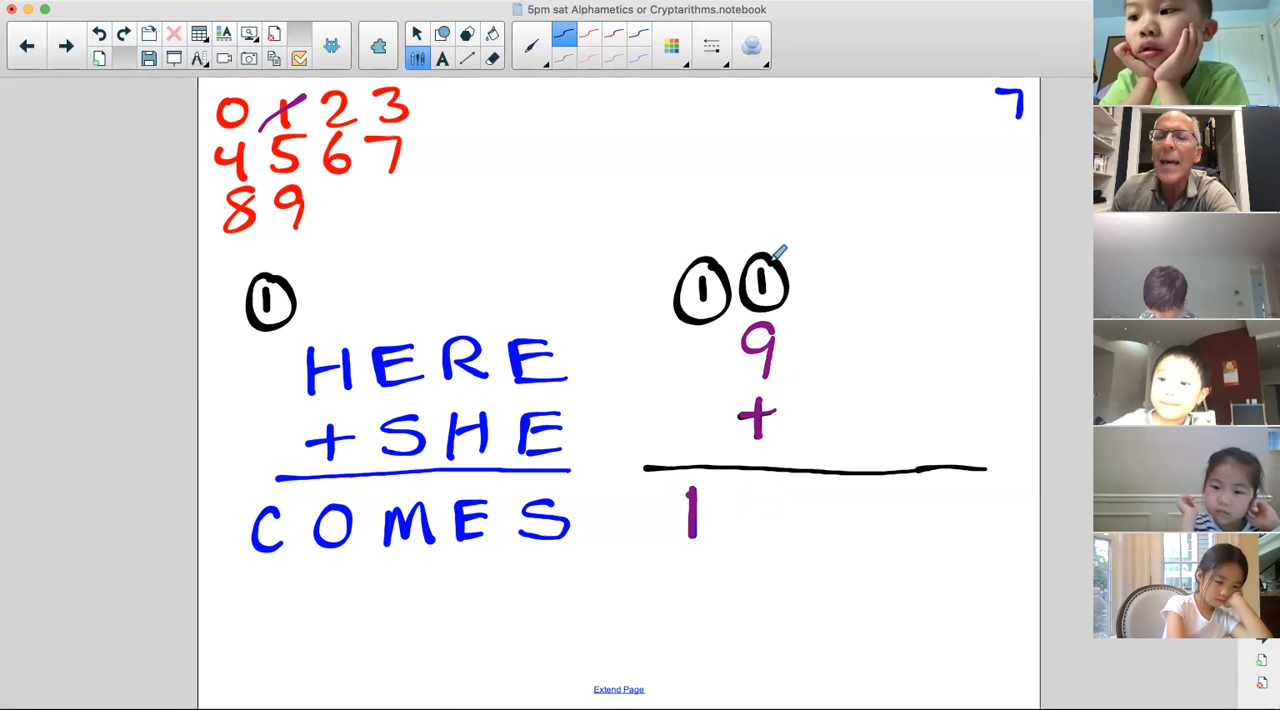 5pm sat Alphametics or Cryptarithms.notebook
0 1 2 3
7
4 5 6 7
8 9
1
1 1
HERE
9
+ SHE
+
COMES
1
Extend Page